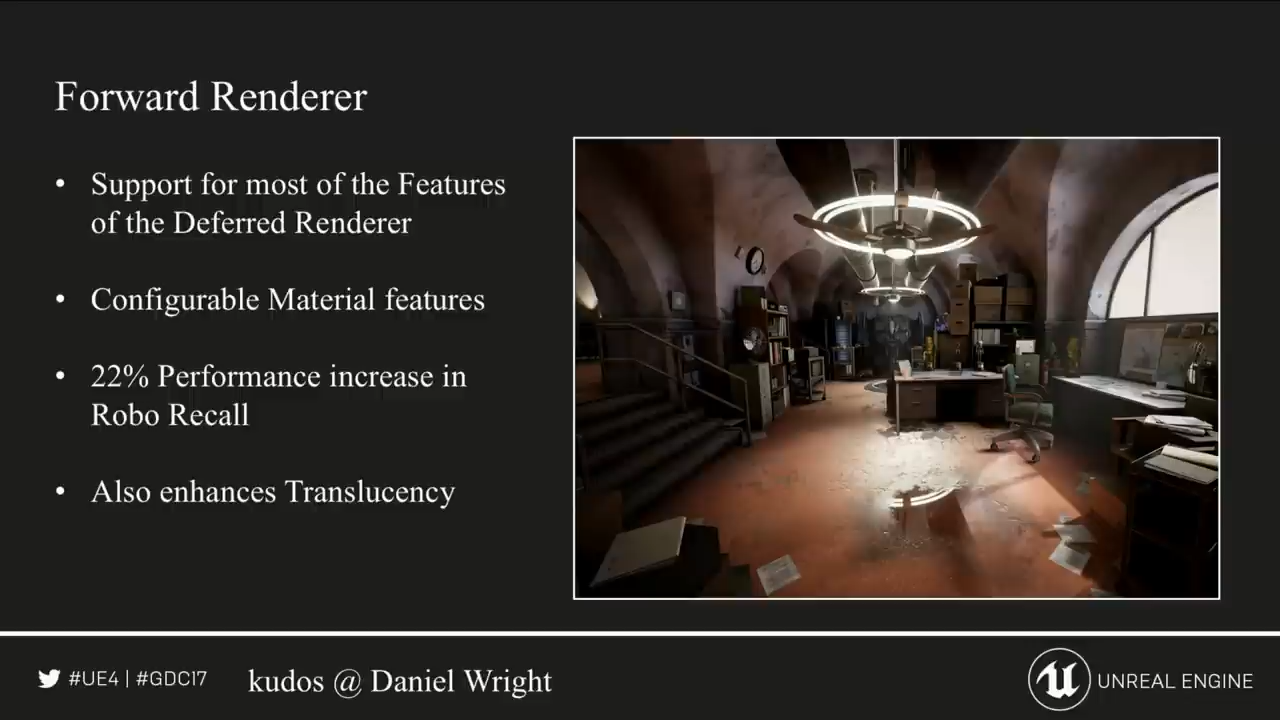 Forward Renderer
• Support for most of the Features
of the Deferred Renderer
• Configurable Material features
• 22% Performance increase in
Robo Recall
• Also enhances Translucency
#UE4 | #GDC17
kudos @ Daniel Wright
UNREAL ENGINE